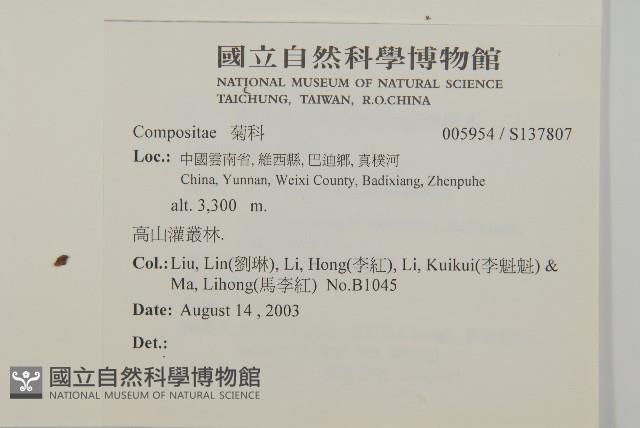 國立自然科學博物館
NATIONAL MUSEUM OF NATURAL SCIENCE
TAICHUNG, TAIWAN, R.O.CHINA
Compositae 菊科 005954 / S137807
Loc.: 中國雲南省, 維西縣, 巴迪鄉, 真樸河
China, Yunnan, Weixi County, Badixiang, Zhenpuhe
alt. 3,300 m.
高山灌叢林.
Col.:Liu, Lin(劉琳), Li, Hong(李紅), Li, Kuikui(李魁魁) &
Ma, Lihong(馬李紅) No.B1045
Date: August 14 , 2003
Det.:
國立自然科學博物館
NATIONAL MUSEUM OF NATURAL SCIENCE